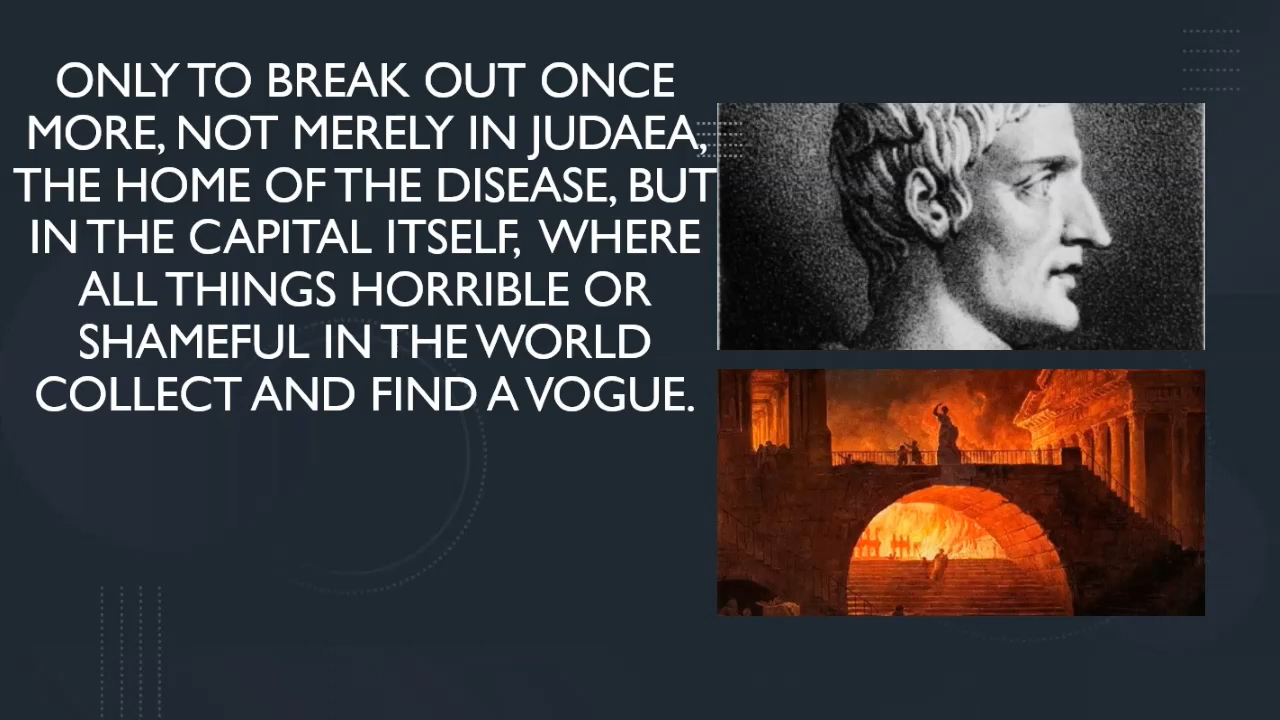 ONLY TO BREAK OUT ONCE
MORE, NOT MERELY IN JUDAEA,
THE HOME OF THE DISEASE, BUT
IN THE CAPITAL ITSELF, WHERE
ALL THINGS HORRIBLE OR
SHAMEFUL IN THE WORLD
COLLECT AND FIND A VOGUE.